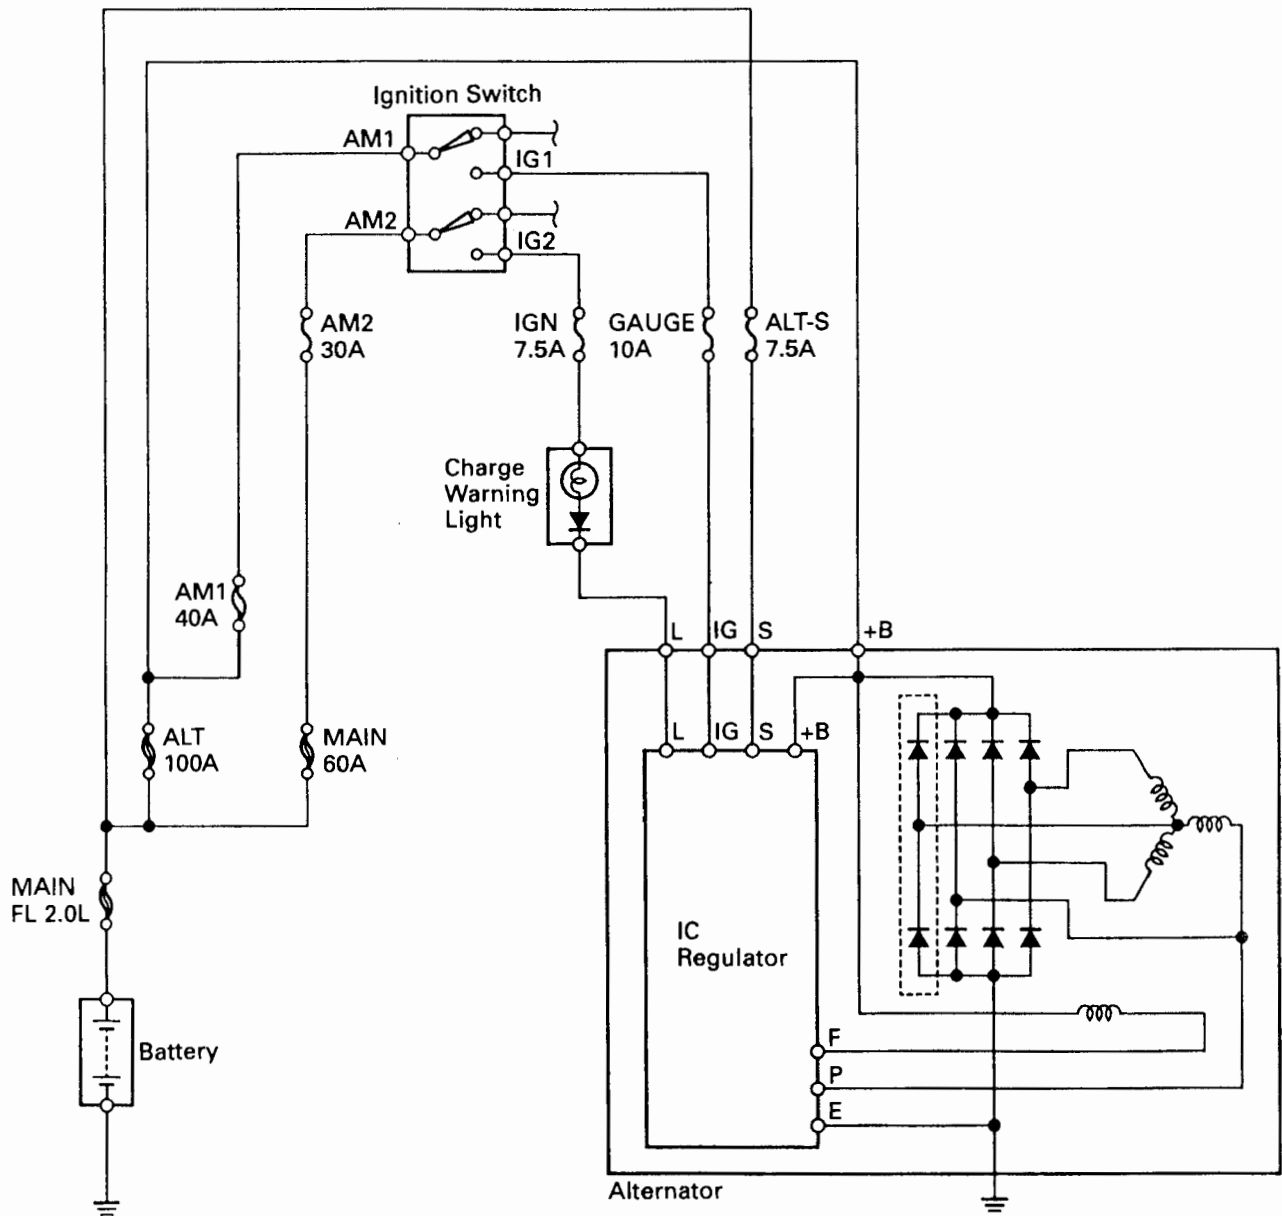 Ignition Switch
AM1
IG1
AM2
IG2
AM2
30A
IGN
7.5A
GAUGE
10A
ALT-S
7.5A
Charge
Warning
Light
AM1
40A
L
IG
S
+B
ALT
100A
MAIN
60A
L
IG
S
+B
MAIN
FL 2.0L
IC
Regulator
Battery
F
P
E
Alternator